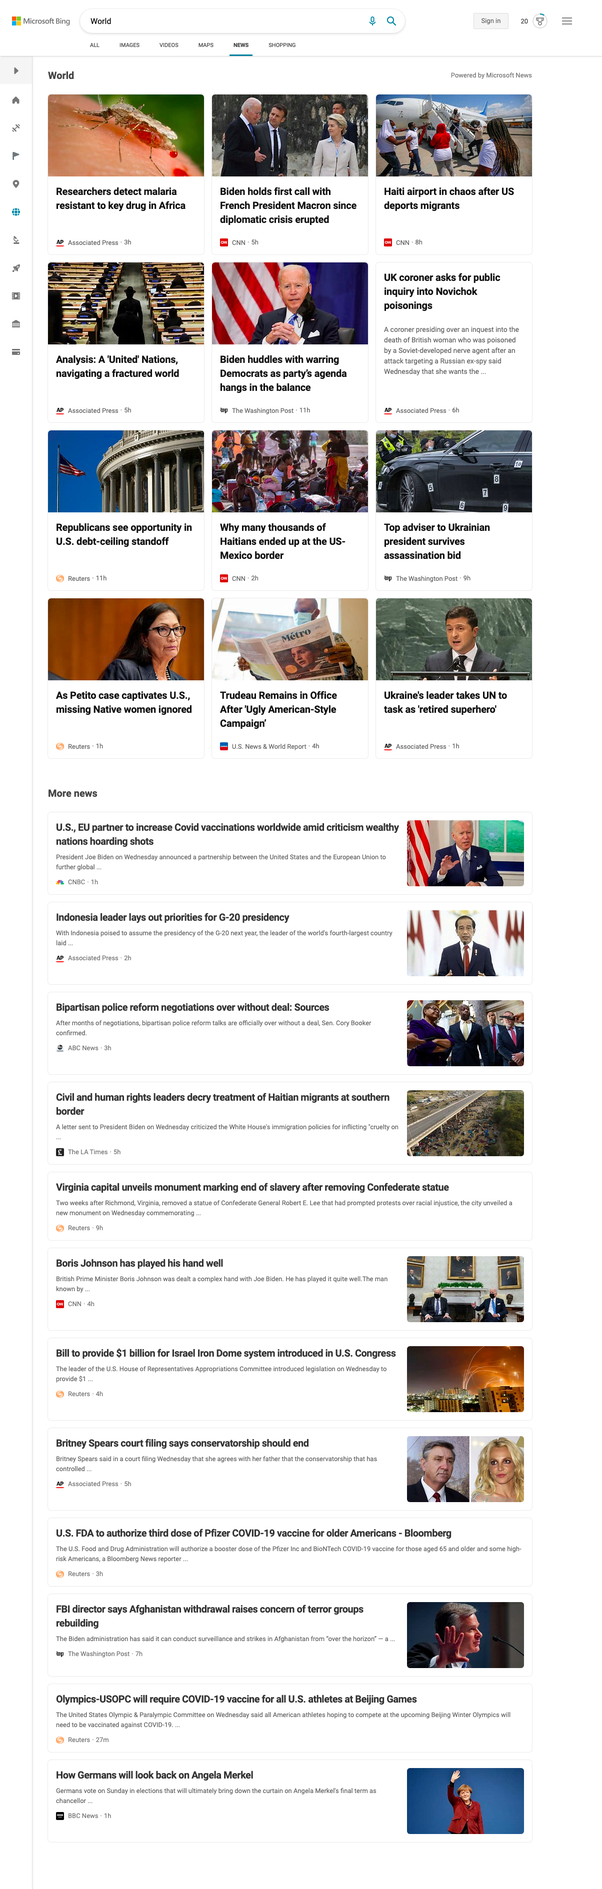 Microsoft Bing
World
Sign in
20
ALL IMAGES VIDEOS MAPS NEWS SHOPPING
World
Powered by Microsoft News
Researchers detect malaria
resistant to key drug in Africa
AP Associated Press · 3h
Biden holds first call with
French President Macron since
diplomatic crisis erupted
CNN CNN · 5h
Haiti airport in chaos after US
deports migrants
CNN CNN · 8h
Analysis: A 'United' Nations,
navigating a fractured world
AP Associated Press · 5h
Biden huddles with warring
Democrats as party's agenda
hangs in the balance
wp The Washington Post · 11h
UK coroner asks for public
inquiry into Novichok
poisonings
A coroner presiding over an inquest into the
death of British woman who was poisoned
by a Soviet-developed nerve agent after an
attack targeting a Russian ex-spy said
Wednesday that she wants the ...
AP Associated Press · 6h
Republicans see opportunity in
U.S. debt-ceiling standoff
Reuters · 11h
Why many thousands of
Haitians ended up at the US-
Mexico border
CNN CNN · 2h
Top adviser to Ukrainian
president survives
assassination bid
wp The Washington Post · 9h
As Petito case captivates U.S.,
missing Native women ignored
Reuters · 1h
Métro
Trudeau Remains in Office
After 'Ugly American-Style
Campaign'
U.S. News & World Report · 4h
Ukraine's leader takes UN to
task as 'retired superhero'
AP Associated Press · 1h
More news
U.S., EU partner to increase Covid vaccinations worldwide amid criticism wealthy
nations hoarding shots
President Joe Biden on Wednesday announced a partnership between the United States and the European Union to
further global ...
CNBC · 1h
Indonesia leader lays out priorities for G-20 presidency
With Indonesia poised to assume the presidency of the G-20 next year, the leader of the world's fourth-largest country
laid ...
AP Associated Press · 2h
Bipartisan police reform negotiations over without deal: Sources
After months of negotiations, bipartisan police reform talks are officially over without a deal, Sen. Cory Booker
confirmed.
ABC News · 3h
Civil and human rights leaders decry treatment of Haitian migrants at southern
border
A letter sent to President Biden on Wednesday criticized the White House's immigration policies for inflicting "cruelty on
...
The LA Times · 5h
Virginia capital unveils monument marking end of slavery after removing Confederate statue
Two weeks after Richmond, Virginia, removed a statue of Confederate General Robert E. Lee that had prompted protests over racial injustice, the city unveiled a
new monument on Wednesday commemorating ...
Reuters · 9h
Boris Johnson has played his hand well
British Prime Minister Boris Johnson was dealt a complex hand with Joe Biden. He has played it quite well.The man
known by ...
CNN CNN · 4h
Bill to provide $1 billion for Israel Iron Dome system introduced in U.S. Congress
The leader of the U.S. House of Representatives Appropriations Committee introduced legislation on Wednesday to
provide $1 ...
Reuters · 4h
Britney Spears court filing says conservatorship should end
Britney Spears said in a court filing Wednesday that she agrees with her father that the conservatorship that has
controlled ...
AP Associated Press · 5h
U.S. FDA to authorize third dose of Pfizer COVID-19 vaccine for older Americans - Bloomberg
The U.S. Food and Drug Administration will authorize a booster dose of the Pfizer Inc and BioNTech COVID-19 vaccine for those aged 65 and older and some high-
risk Americans, a Bloomberg News reporter ...
Reuters · 3h
FBI director says Afghanistan withdrawal raises concern of terror groups
rebuilding
The Biden administration has said it can conduct surveillance and strikes in Afghanistan from "over the horizon" — a ...
wp The Washington Post · 7h
Olympics-USOPC will require COVID-19 vaccine for all U.S. athletes at Beijing Games
The United States Olympic & Paralympic Committee on Wednesday said all American athletes hoping to compete at the upcoming Beijing Winter Olympics will
need to be vaccinated against COVID-19. ...
Reuters · 27m
How Germans will look back on Angela Merkel
Germans vote on Sunday in elections that will ultimately bring down the curtain on Angela Merkel's final term as
chancellor ...
BBC News · 1h